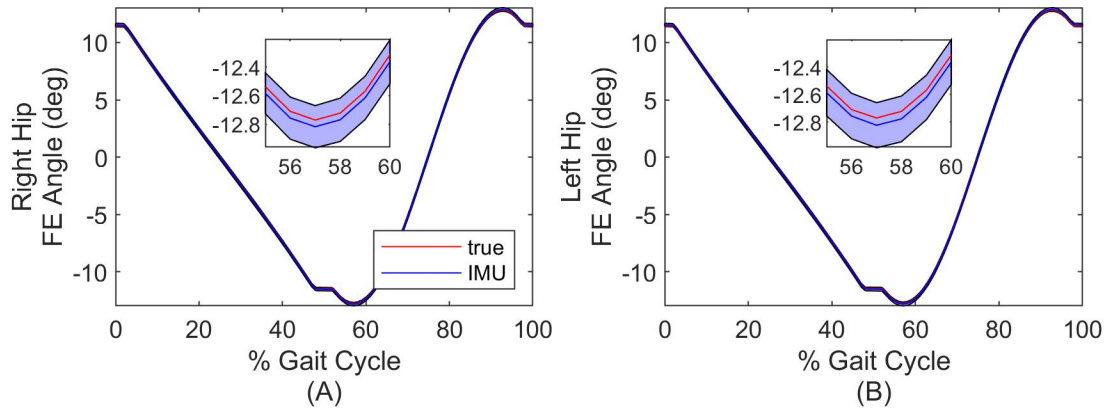 Right Hip
FE Angle (deg)
10
5
0
-5
-10
-12.4
-12.6
-12.8
56 58 60
true
IMU
0 20 40 60 80 100
% Gait Cycle
(A)
Left Hip
FE Angle (deg)
10
5
0
-5
-10
-12.4
-12.6
-12.8
56 58 60
0 20 40 60 80 100
% Gait Cycle
(B)